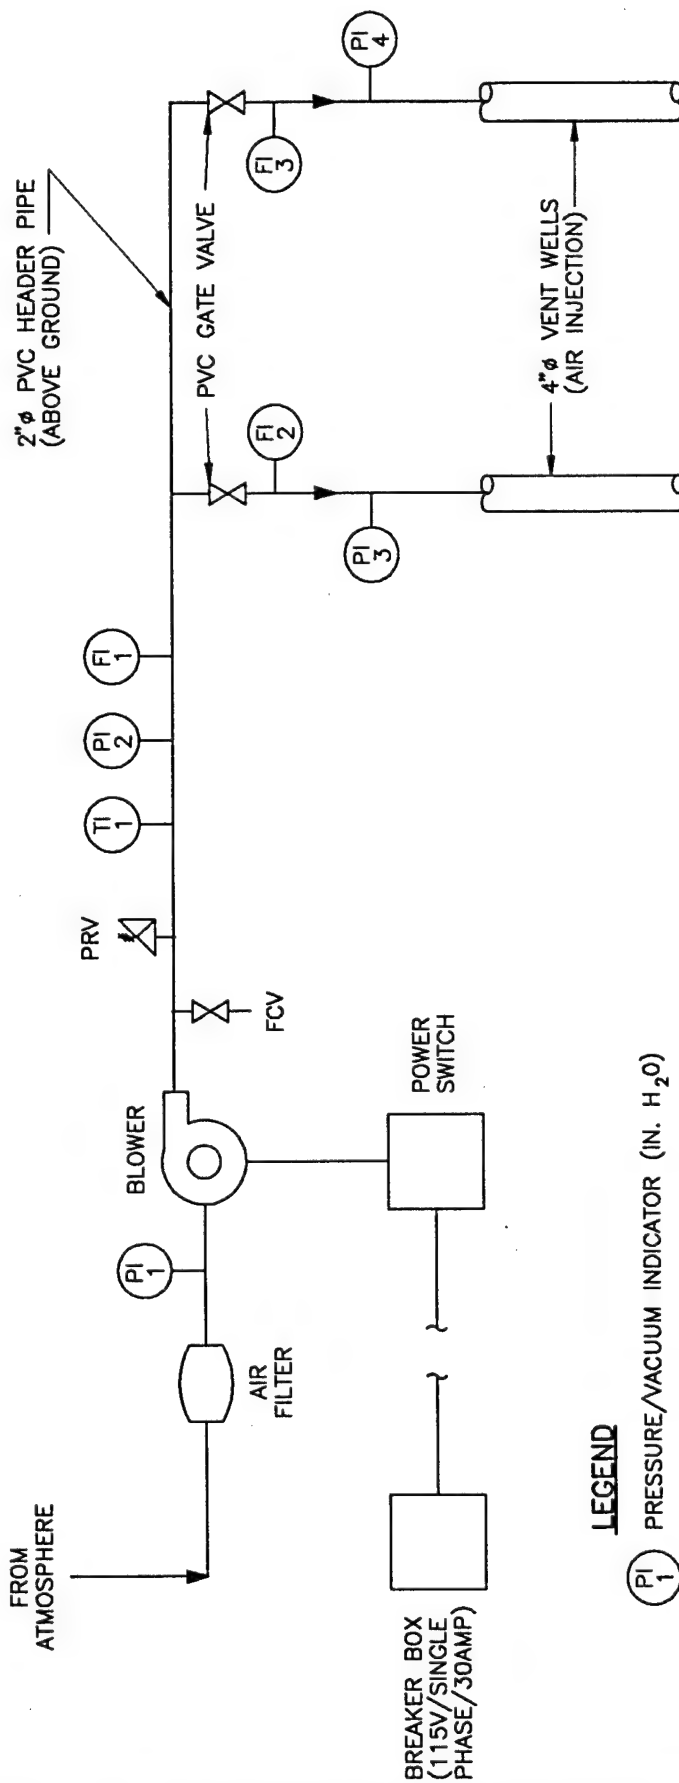 FROM
ATMOSPHERE
AIR
FILTER
PI
1
BLOWER
FCV
PRV
TI
1
PI
2
FI
1
2"ø PVC HEADER PIPE
(ABOVE GROUND)
PVC GATE VALVE
FI
2
PI
3
FI
3
PI
4
4"ø VENT WELLS
(AIR INJECTION)
POWER
SWITCH
BREAKER BOX
(115V/SINGLE
PHASE/30AMP)
LEGEND
PI
1
PRESSURE/VACUUM INDICATOR (IN. H₂O)